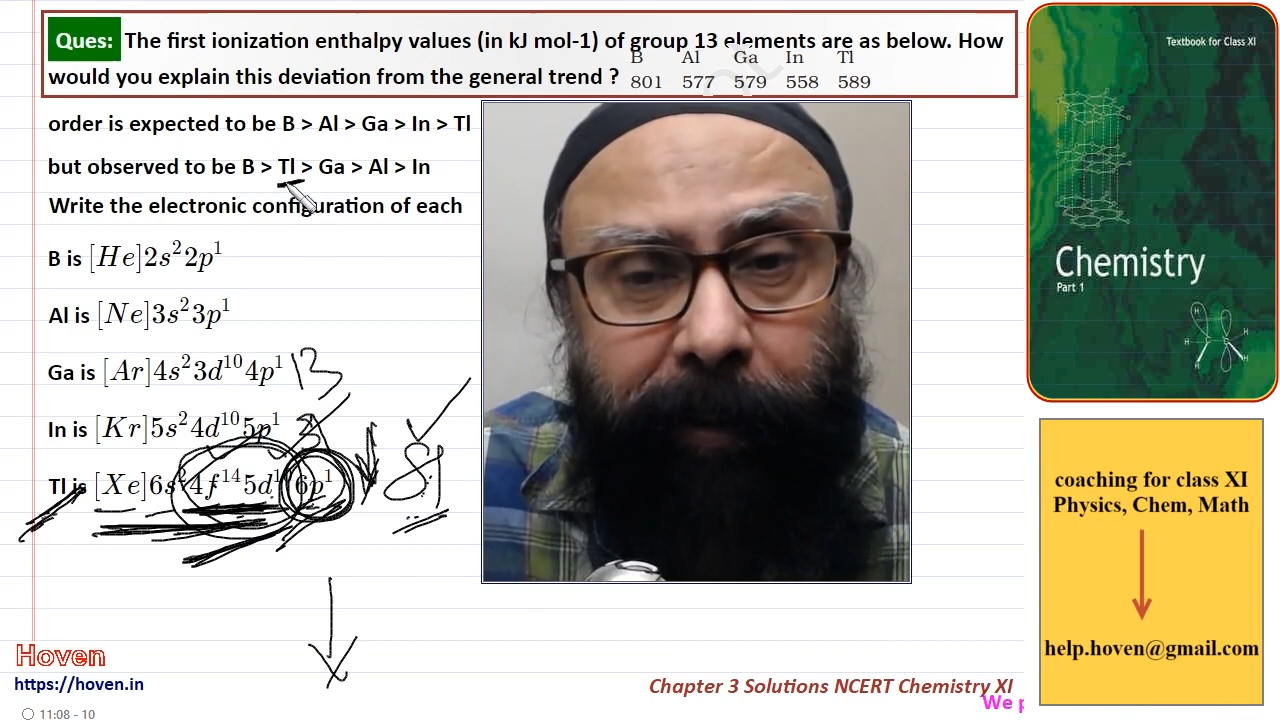 Ques: The first ionization enthalpy values (in kJ mol-1) of group 13 elements are as below. How
would you explain this deviation from the general trend ?
B Al Ga In Tl
801 577 579 558 589
order is expected to be B > Al > Ga > In > Tl
but observed to be B > Tl > Ga > Al > In
Write the electronic configuration of each
B is [He]2s²2p¹
Al is [Ne]3s²3p¹
Ga is [Ar]4s²3d¹⁰4p¹ 13
In is [Kr]5s²4d¹⁰5p¹
Tl is [Xe]6s²4f¹⁴5d¹⁰6p¹ 81
Hoven
https://hoven.in
11:08 - 10
Chapter 3 Solutions NCERT Chemistry XI
We p
Textbook for Class XI
Chemistry
Part 1
H
H
C
C
H
H
coaching for class XI
Physics, Chem, Math
help.hoven@gmail.com